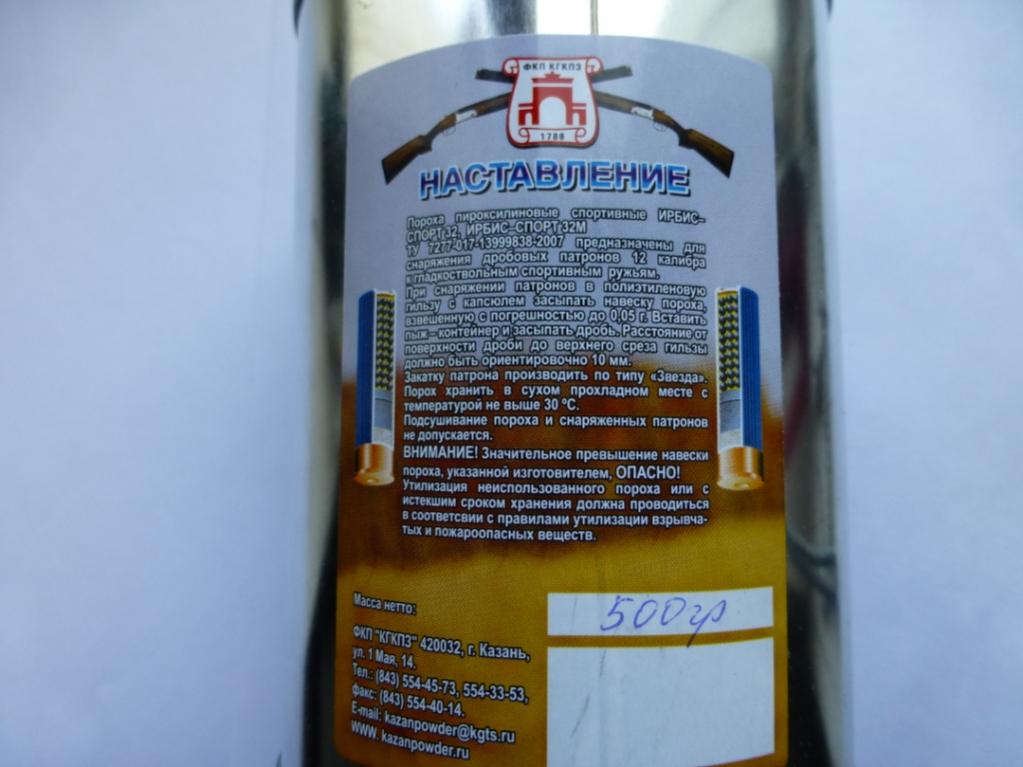 ФКП КГКПЗ
1788
НАСТАВЛЕНИЕ
Пороха пироксилиновые спортивные ИРБИС–
СПОРТ 32, ИРБИС–СПОРТ 32М
ТУ 7277-017-13999838-2007 предназначены для
снаряжения дробовых патронов 12 калибра
к гладкоствольным спортивным ружьям.
При снаряжении патронов в полиэтиленовую
гильзу с капсюлем засыпать навеску пороха,
взвешенную с погрешностью до 0,05 г. Вставить
пыж–контейнер и засыпать дробь. Расстояние от
поверхности дроби до верхнего среза гильзы
должно быть ориентировочно 10 мм.
Закатку патрона производить по типу «Звезда».
Порох хранить в сухом прохладном месте с
температурой не выше 30 °С.
Подсушивание пороха и снаряженных патронов
не допускается.
ВНИМАНИЕ! Значительное превышение навески
пороха, указанной изготовителем, ОПАСНО!
Утилизация неиспользованного пороха или с
истекшим сроком хранения должна проводиться
в соответсвии с правилами утилизации взрывча-
тых и пожароопасных веществ.
Масса нетто:
500гр
ФКП "КГКПЗ" 420032, г. Казань,
ул. 1 Мая, 14.
Тел.: (843) 554-45-73, 554-33-53,
факс: (843) 554-40-14.
E-mail: kazanpowder@kgts.ru
WWW. kazanpowder.ru